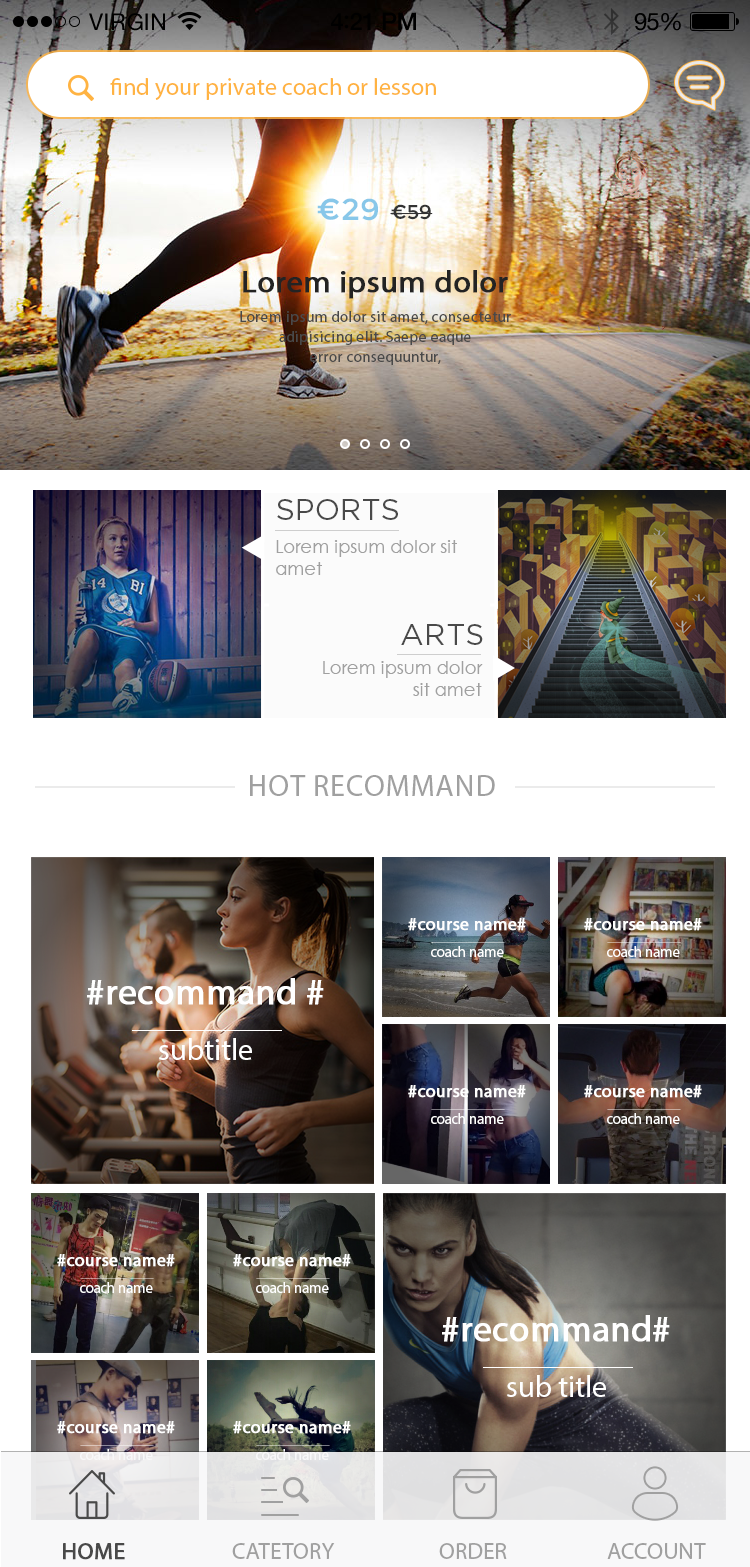 VIRGIN
4:21 PM
95%
find your private coach or lesson
€29 €59
Lorem ipsum dolor
Lorem ipsum dolor sit amet, consectetur
adipisicing elit. Saepe eaque
error consequuntur,
SPORTS
Lorem ipsum dolor sit
amet
14 B1
ARTS
Lorem ipsum dolor
sit amet
HOT RECOMMAND
#recommand #
subtitle
#course name#
coach name
#course name#
coach name
#course name#
coach name
#course name#
coach name
#course name#
coach name
#course name#
coach name
#recommand#
sub title
#course name#
coach name
#course name#
coach name
HOME
CATETORY
ORDER
ACCOUNT